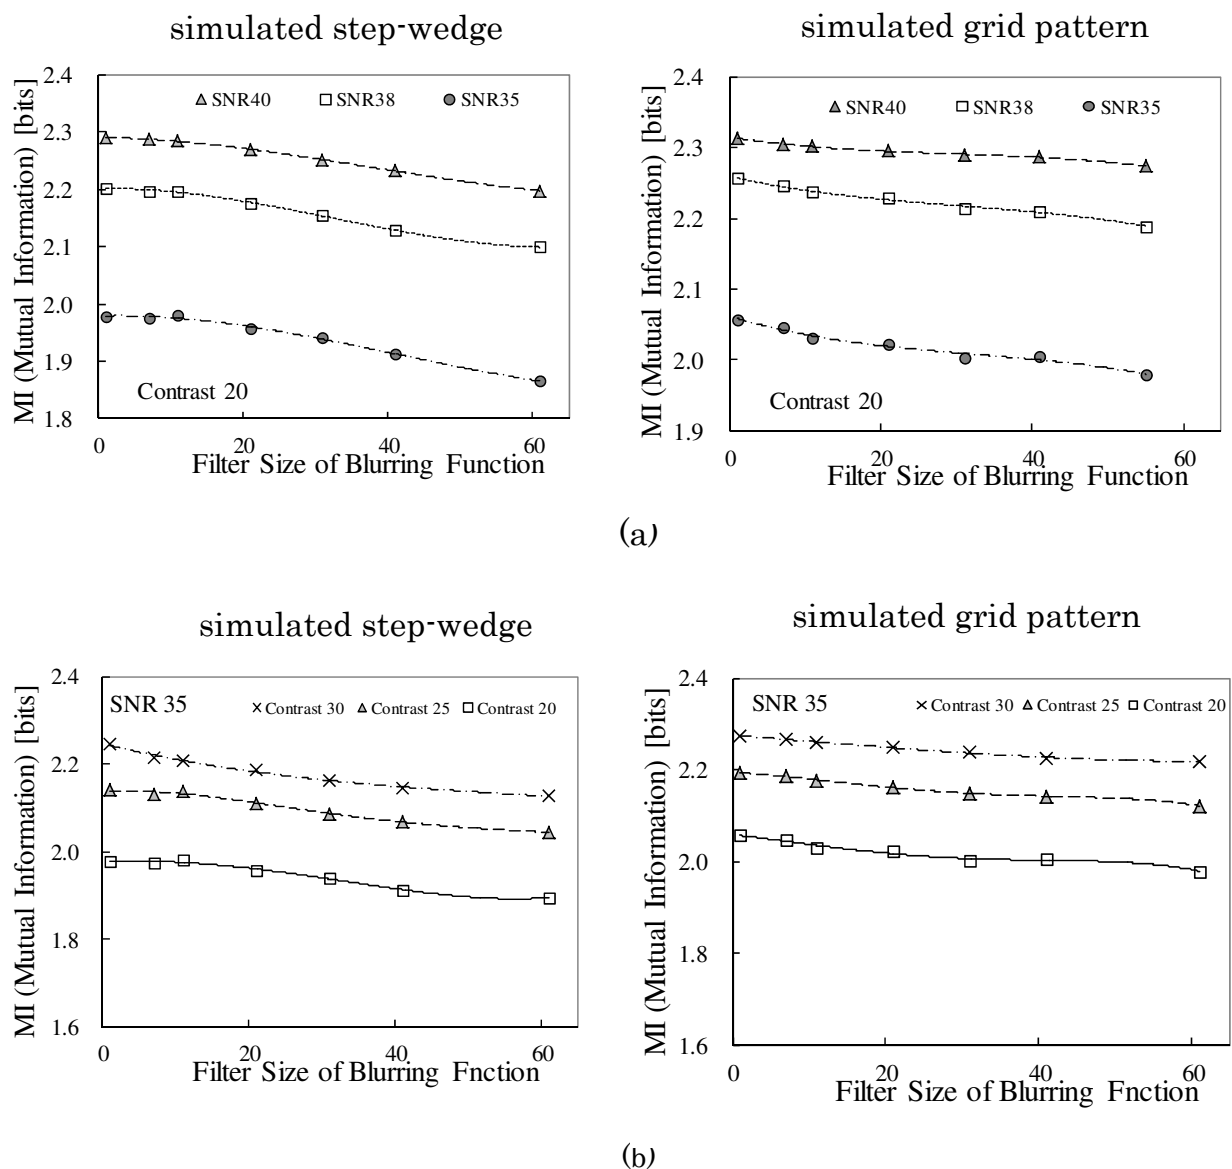 simulated step-wedge
MI (Mutual Information) [bits]
2.4
2.3
2.2
2.1
2.0
1.9
1.8
SNR40 SNR38 SNR35
Contrast 20
0 20 40 60
Filter Size of Blurring Function
simulated grid pattern
MI (Mutual Information) [bits]
2.4
2.3
2.2
2.1
2.0
1.9
SNR40 SNR38 SNR35
Contrast 20
0 20 40 60
Filter Size of Blurring Function
(a)
simulated step-wedge
MI (Mutual Information) [bits]
2.4
2.2
2.0
1.8
1.6
SNR 35 Contrast 30 Contrast 25 Contrast 20
0 20 40 60
Filter Size of Blurring Fnction
simulated grid pattern
MI (Mutual Information) [bits]
2.4
2.2
2.0
1.8
1.6
SNR 35 Contrast 30 Contrast 25 Contrast 20
0 20 40 60
Filter Size of Blurring Fnction
(b)